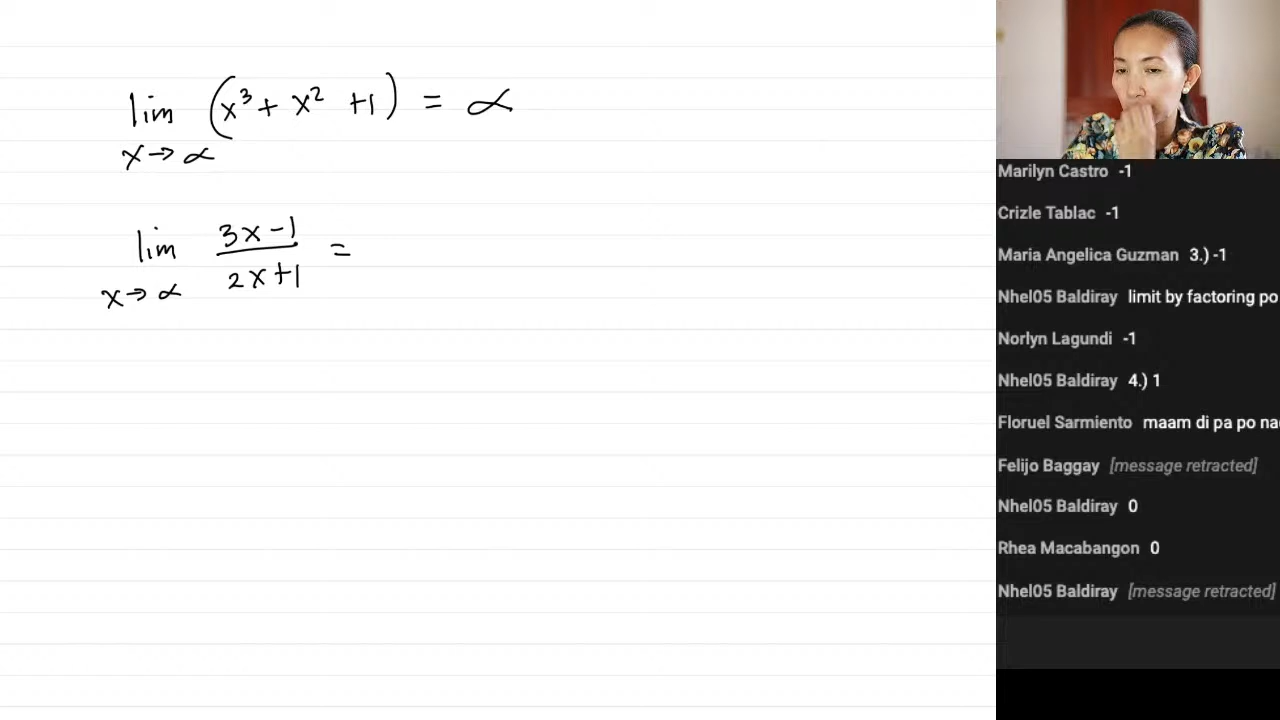 lim (x³ + x² + 1) = ∝
x → ∝
lim 3x - 1 / 2x + 1 =
x → ∝
Marilyn Castro -1
Crizle Tablac -1
Maria Angelica Guzman 3.) -1
Nhel05 Baldiray limit by factoring po
Norlyn Lagundi -1
Nhel05 Baldiray 4.) 1
Floruel Sarmiento maam di pa po na
Felijo Baggay [message retracted]
Nhel05 Baldiray 0
Rhea Macabangon 0
Nhel05 Baldiray [message retracted]